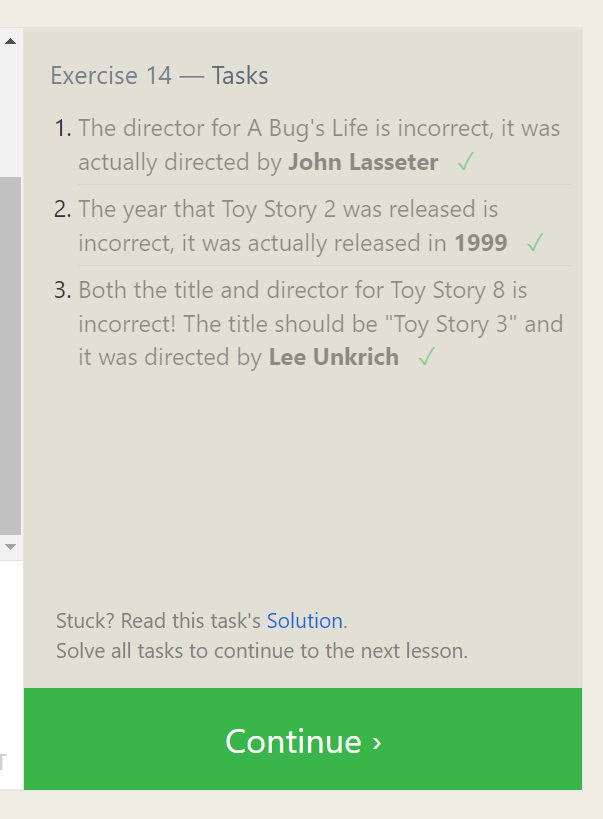 Exercise 14 — Tasks
1. The director for A Bug's Life is incorrect, it was
actually directed by John Lasseter ✓
2. The year that Toy Story 2 was released is
incorrect, it was actually released in 1999 ✓
3. Both the title and director for Toy Story 8 is
incorrect! The title should be "Toy Story 3" and
it was directed by Lee Unkrich ✓
Stuck? Read this task's Solution.
Solve all tasks to continue to the next lesson.
Continue ›